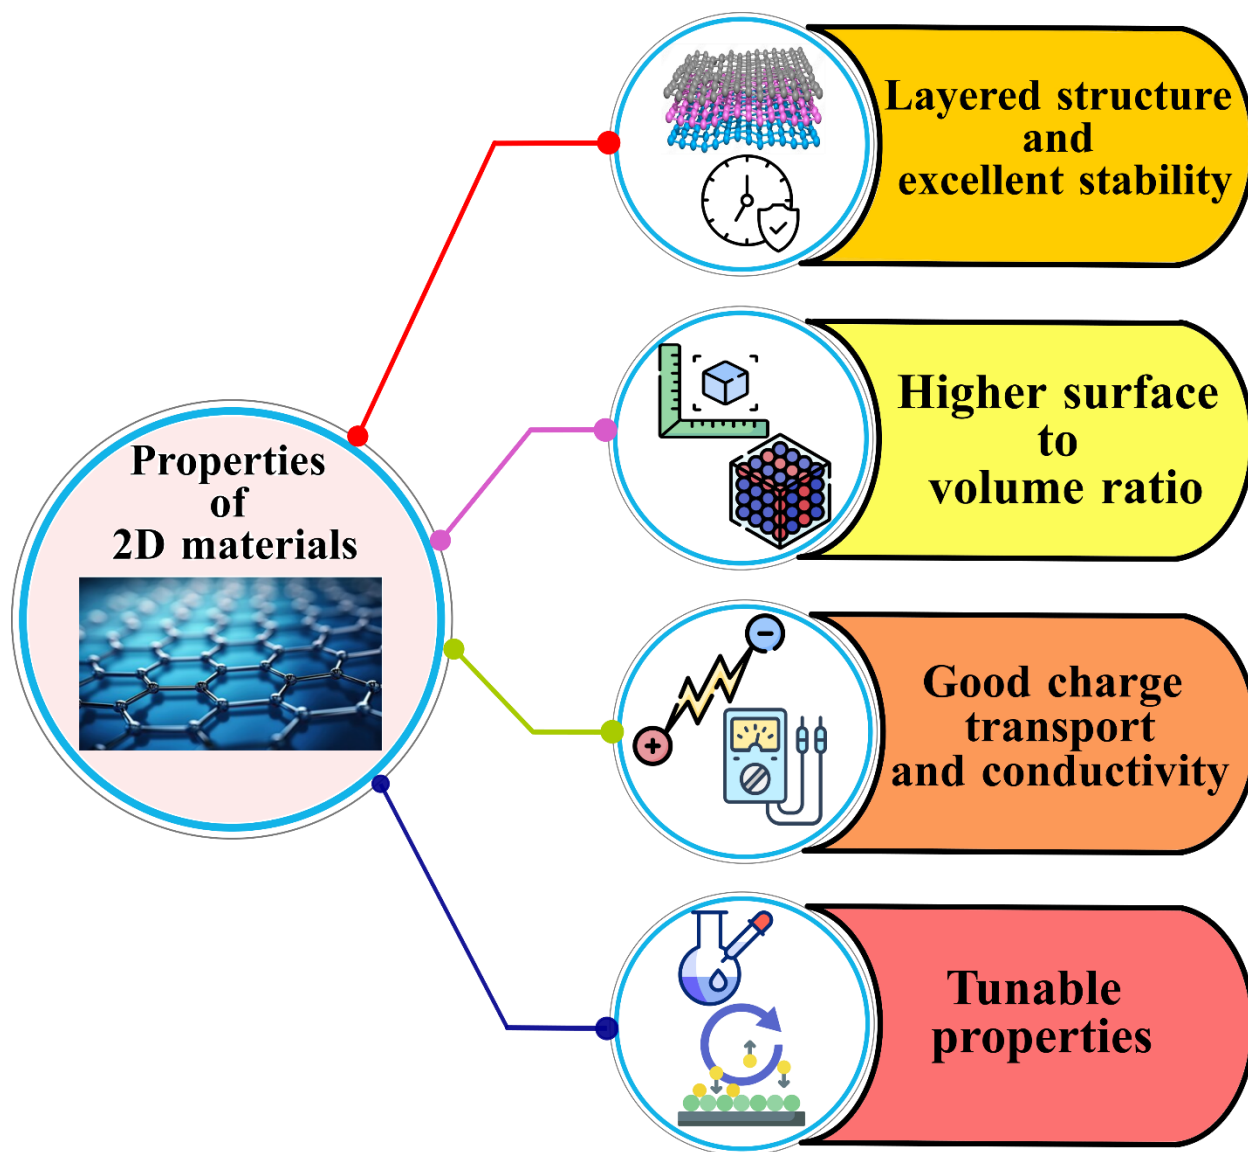 Properties
of
2D materials
Layered structure
and
excellent stability
Higher surface
to
volume ratio
Good charge
transport
and conductivity
Tunable
properties